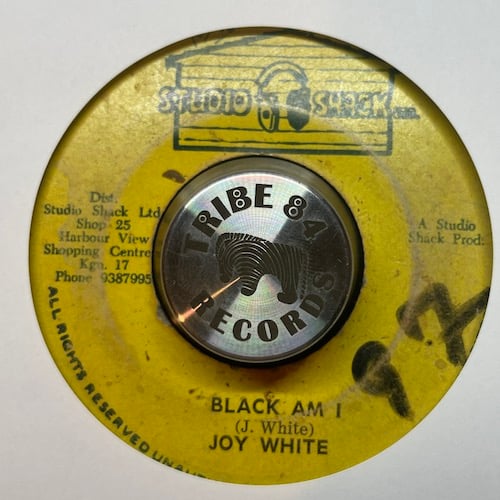 STUDIO SHACK
Dist.
Studio Shack Ltd
Shop 25
Harbour View
Shopping Centre
Kgn. 17
Phone 9387995
A Studio
Shack Prod:
TRIBE 84
RECORDS
BLACK AM I
(J. White)
JOY WHITE
ALL RIGHTS RESERVED